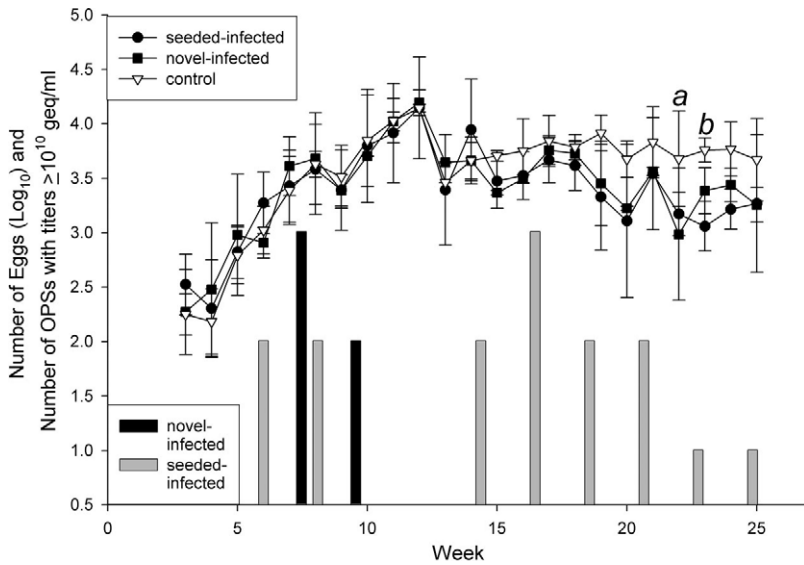 Number of Eggs (Log10) and
Number of OPSs with titers ≥10^10 geq/ml
5.0
4.5
4.0
3.5
3.0
2.5
2.0
1.5
1.0
0.5
seeded-infected
novel-infected
control
a
b
novel-
infected
seeded-
infected
0 5 10 15 20 25
Week